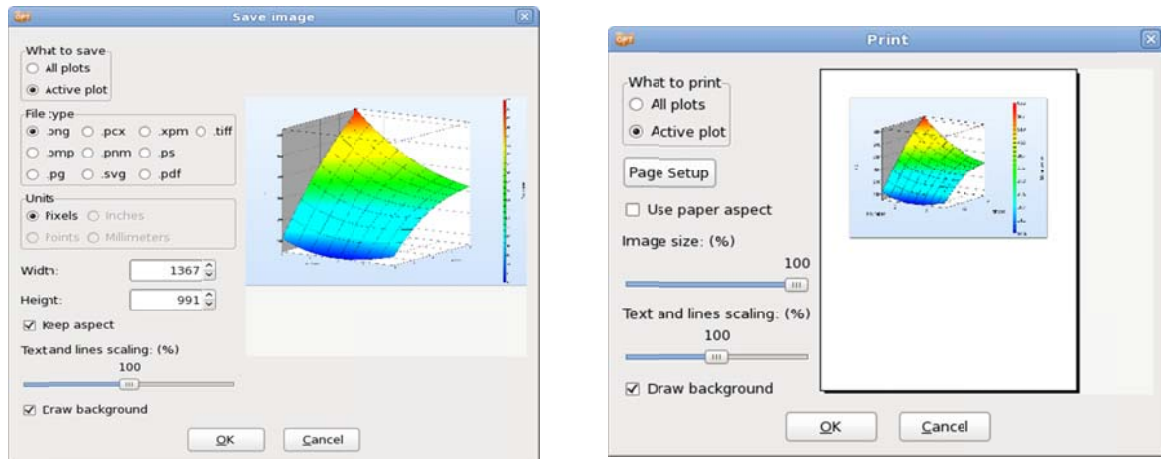 Save image
What to save
All plots
Active plot
File type
.png .pcx .xpm .tiff
.bmp .pnm .ps
.jpg .svg .pdf
Units
Pixels Inches
Points Millimeters
Width: 1367
Height: 991
Keep aspect
Text and lines scaling: (%)
100
Draw background
OK Cancel
Print
What to print
All plots
Active plot
Page Setup
Use paper aspect
Image size: (%)
100
Text and lines scaling: (%)
100
Draw background
OK Cancel